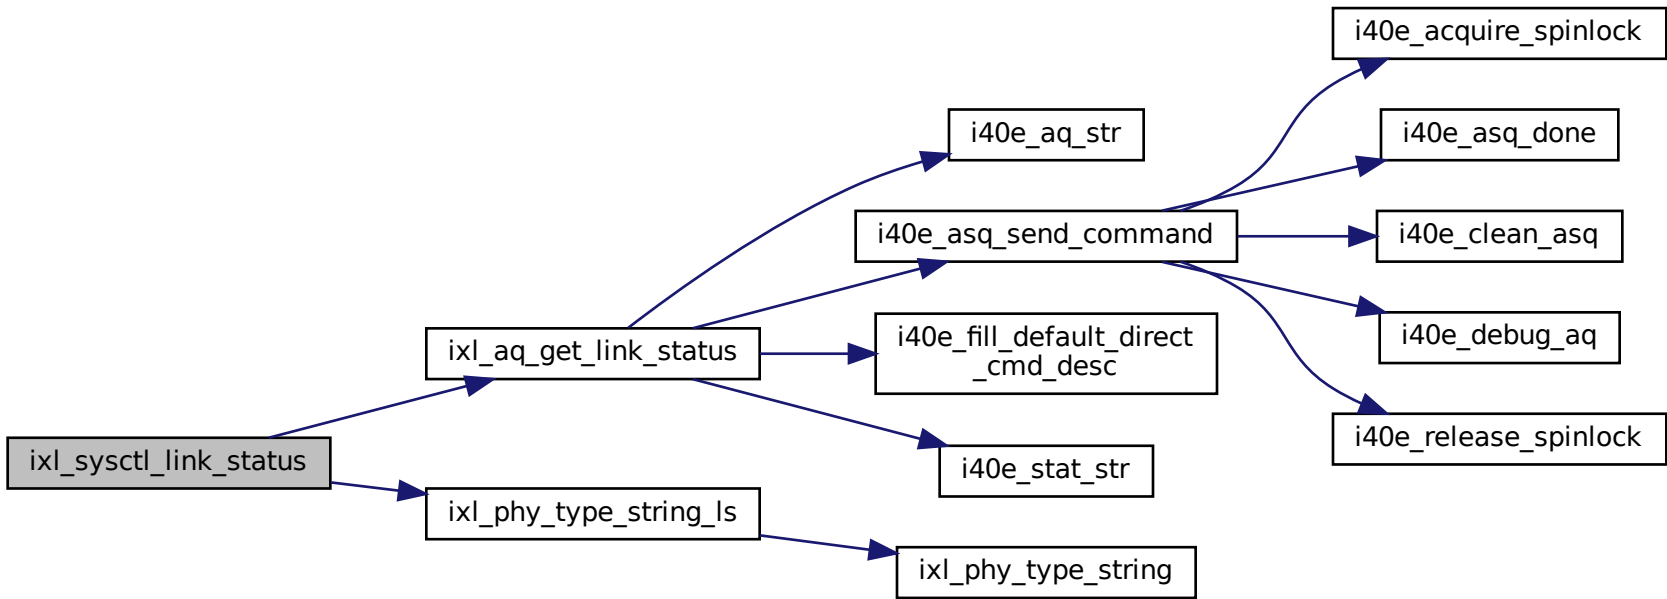 i40e_acquire_spinlock
i40e_aq_str
i40e_asq_done
i40e_asq_send_command
i40e_clean_asq
i40e_fill_default_direct
_cmd_desc
i40e_debug_aq
ixl_aq_get_link_status
i40e_release_spinlock
ixl_sysctl_link_status
i40e_stat_str
ixl_phy_type_string_ls
ixl_phy_type_string